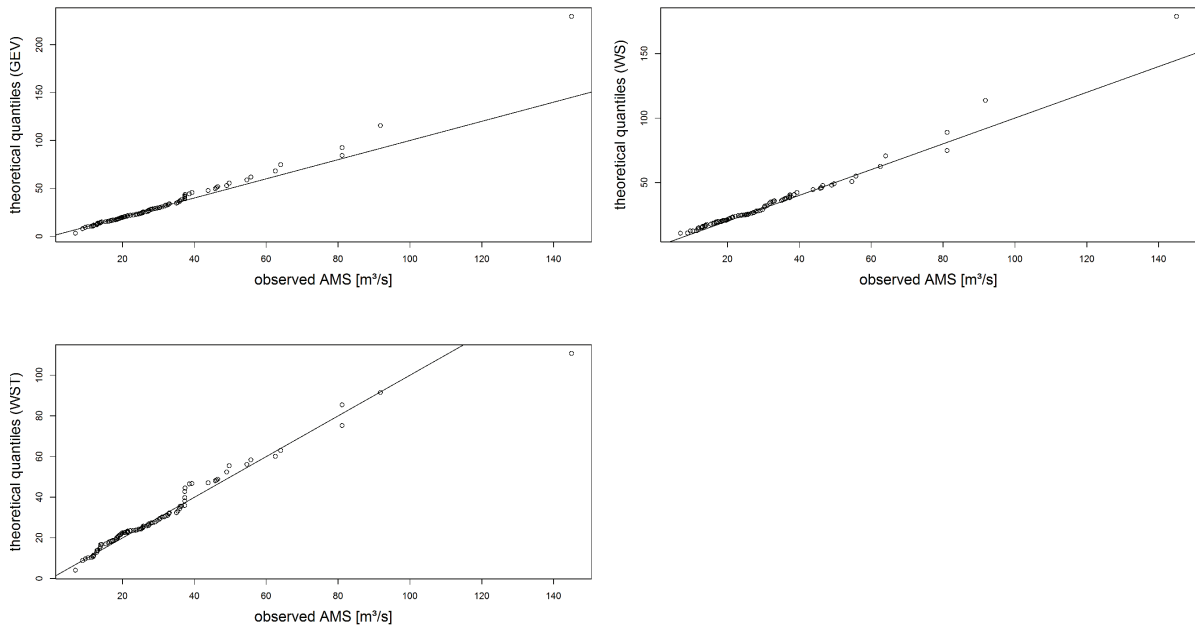 theoretical quantiles (GEV)
0 50 100 150 200
20 40 60 80 100 120 140
observed AMS [m³/s]
theoretical quantiles (WS)
50 100 150
20 40 60 80 100 120 140
observed AMS [m³/s]
theoretical quantiles (WST)
0 20 40 60 80 100
20 40 60 80 100 120 140
observed AMS [m³/s]